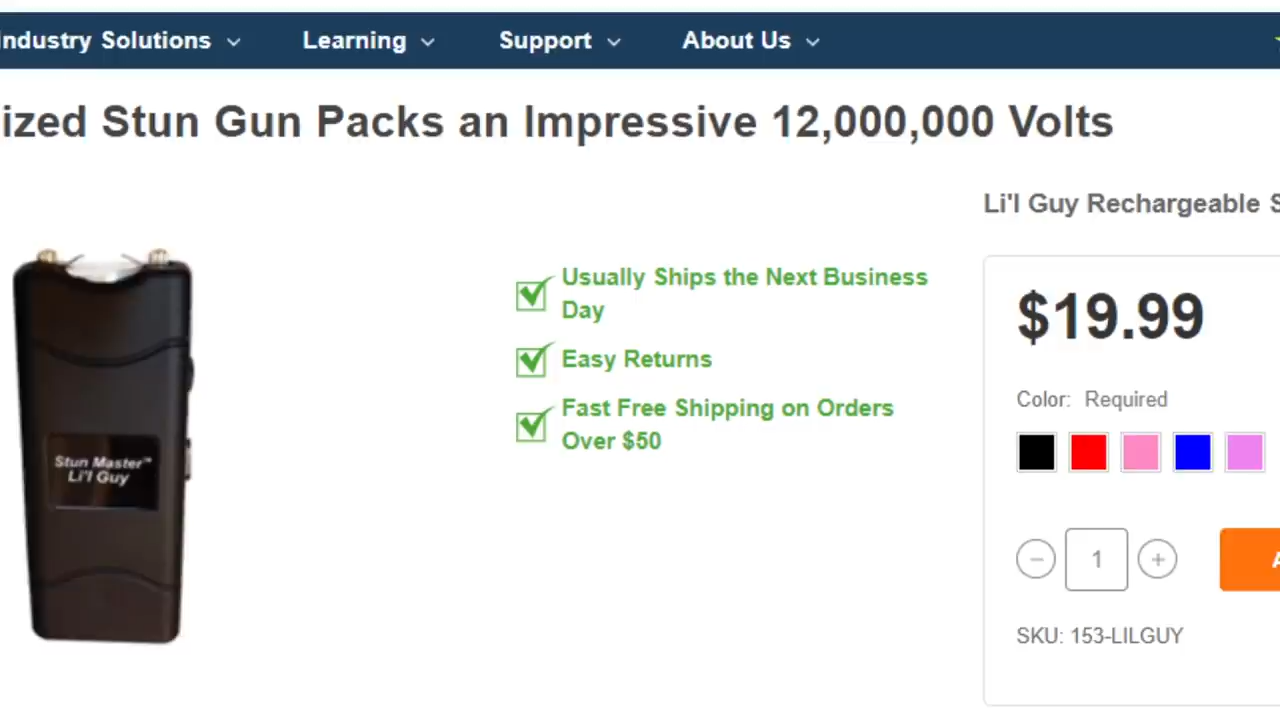 Industry Solutions
Learning
Support
About Us
ized Stun Gun Packs an Impressive 12,000,000 Volts
Li'l Guy Rechargeable S
Usually Ships the Next Business
Day
Easy Returns
Fast Free Shipping on Orders
Over $50
$19.99
Color: Required
1
A
SKU: 153-LILGUY
Stun Master™
Li'l Guy